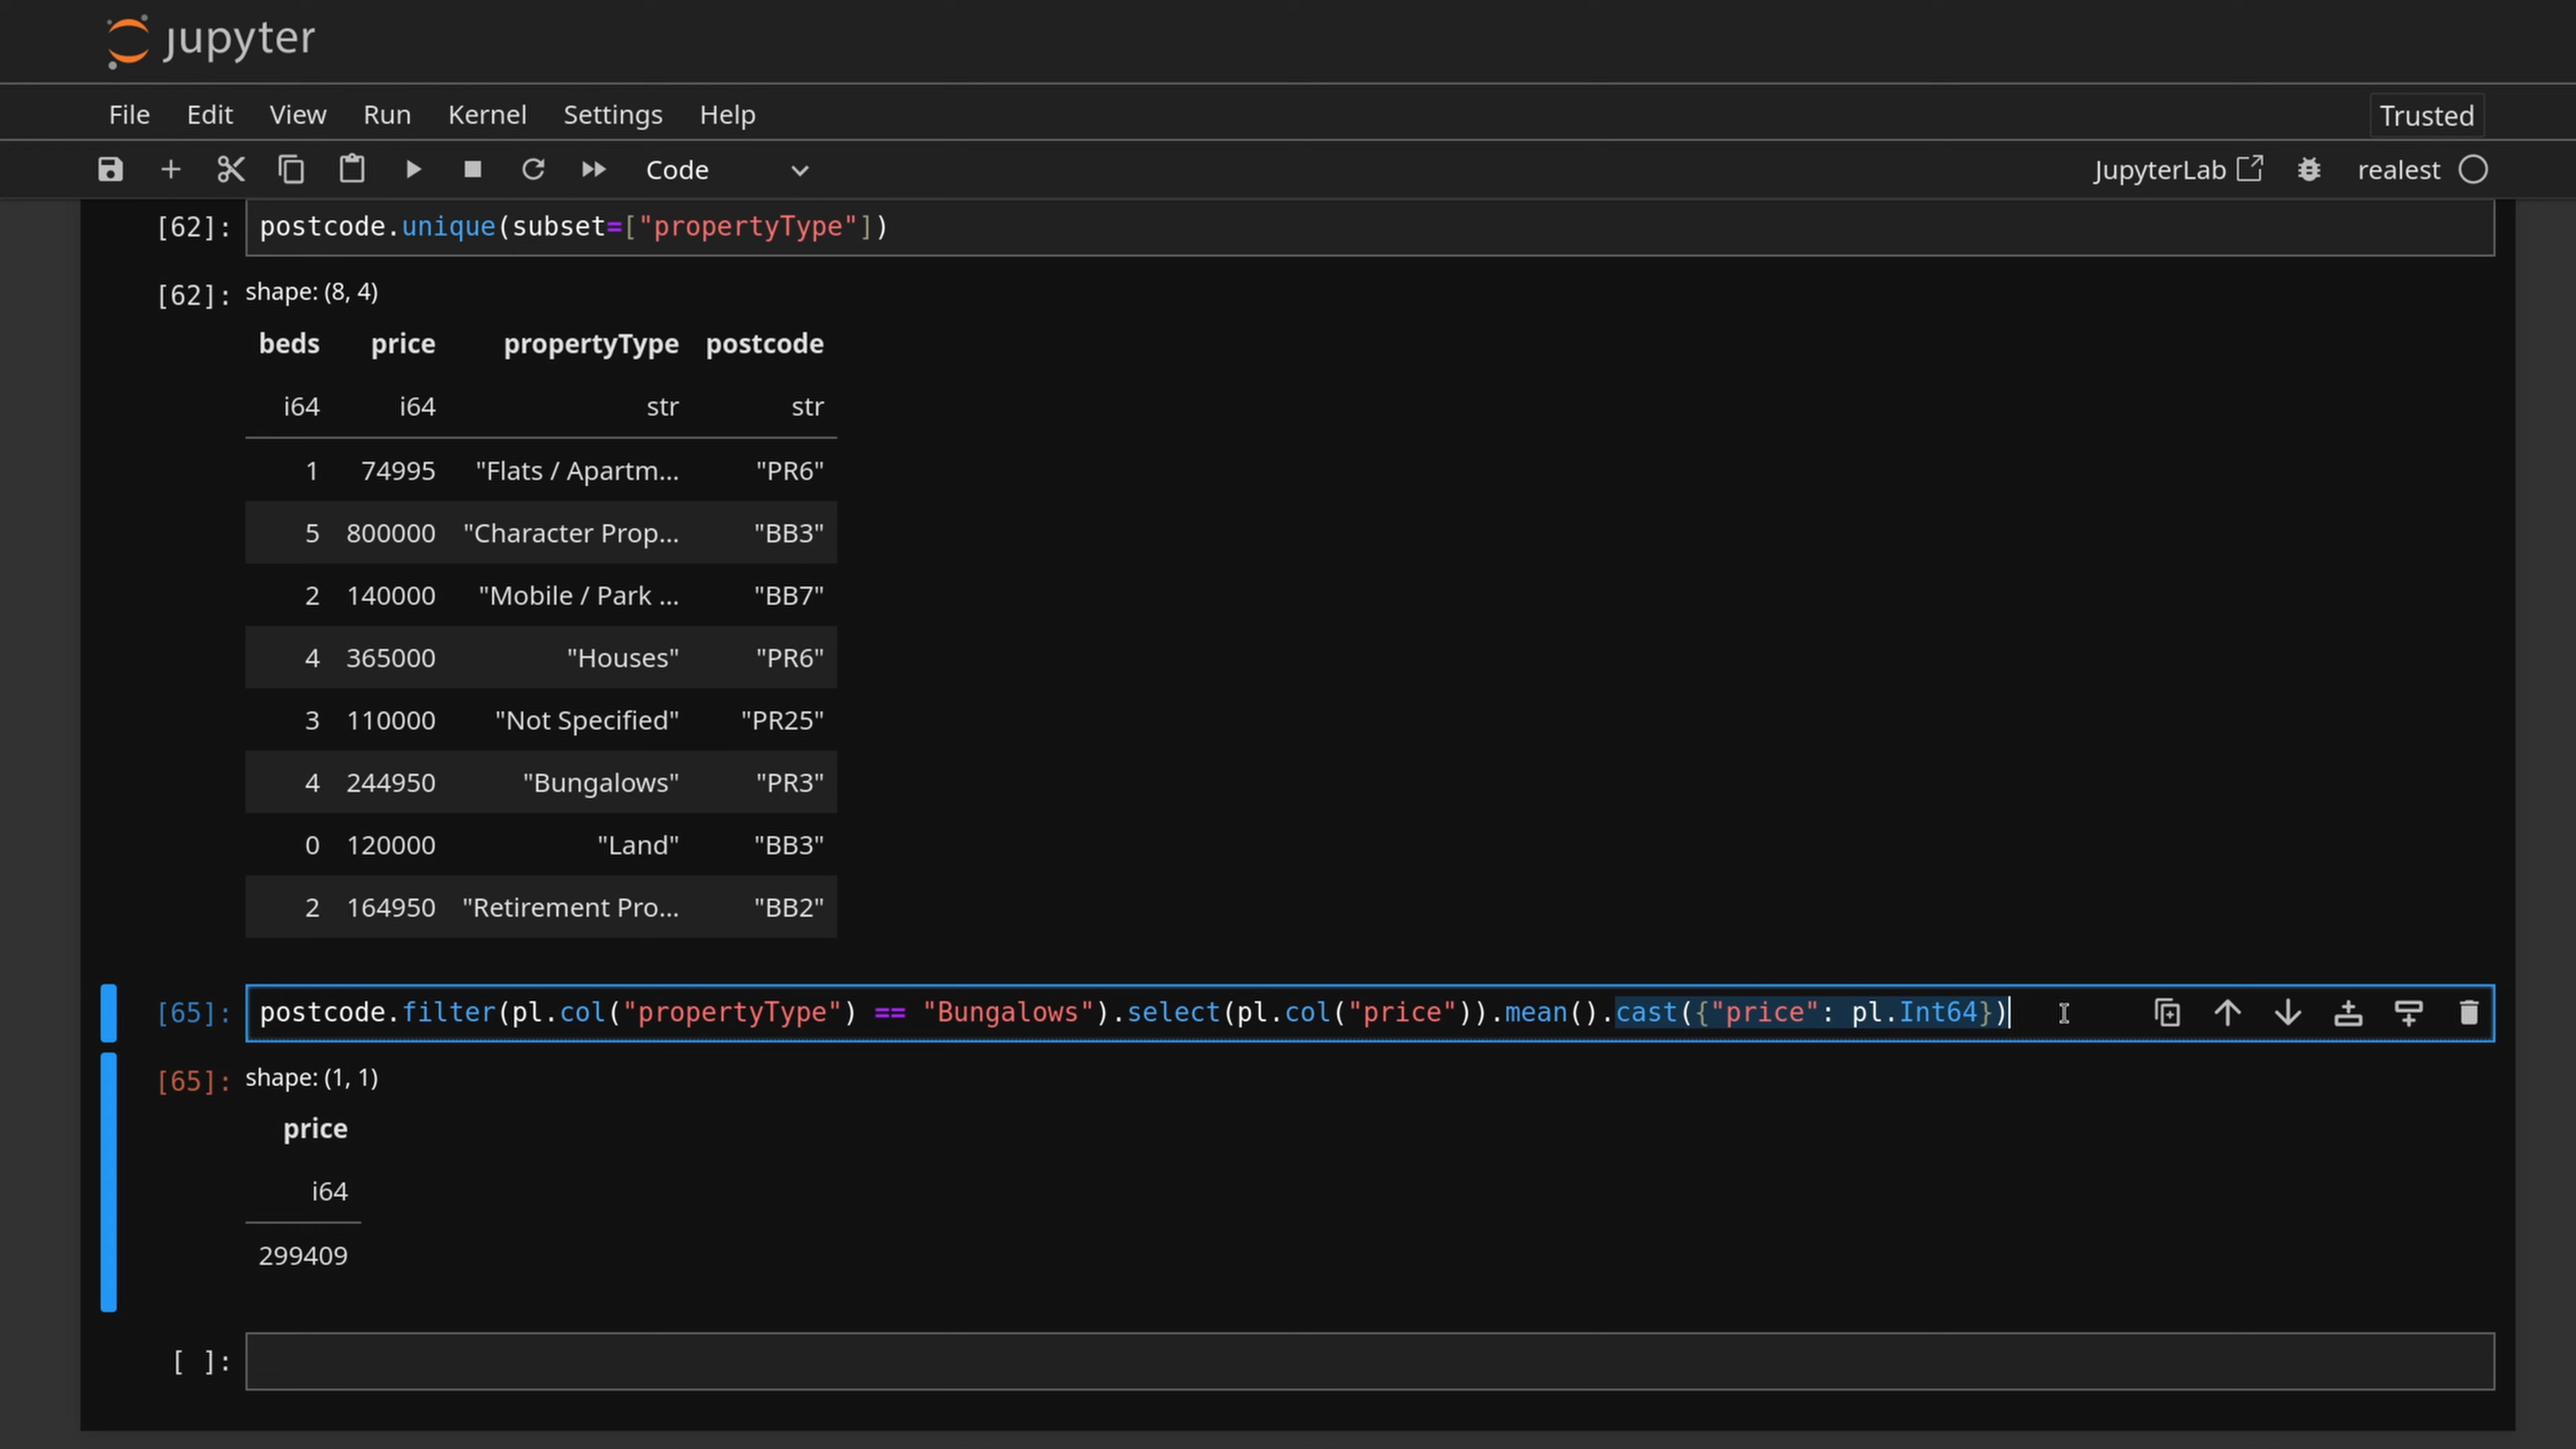 jupyter
File Edit View Run Kernel Settings Help Trusted
Code JupyterLab realest
[62]: postcode.unique(subset=["propertyType"])
[62]: shape: (8, 4)
beds price propertyType postcode
i64 i64 str str
1 74995 "Flats / Apartm... "PR6"
5 800000 "Character Prop... "BB3"
2 140000 "Mobile / Park ... "BB7"
4 365000 "Houses" "PR6"
3 110000 "Not Specified" "PR25"
4 244950 "Bungalows" "PR3"
0 120000 "Land" "BB3"
2 164950 "Retirement Pro... "BB2"
[65]: postcode.filter(pl.col("propertyType") == "Bungalows").select(pl.col("price")).mean().cast({"price": pl.Int64})
[65]: shape: (1, 1)
price
i64
299409
[ ]: